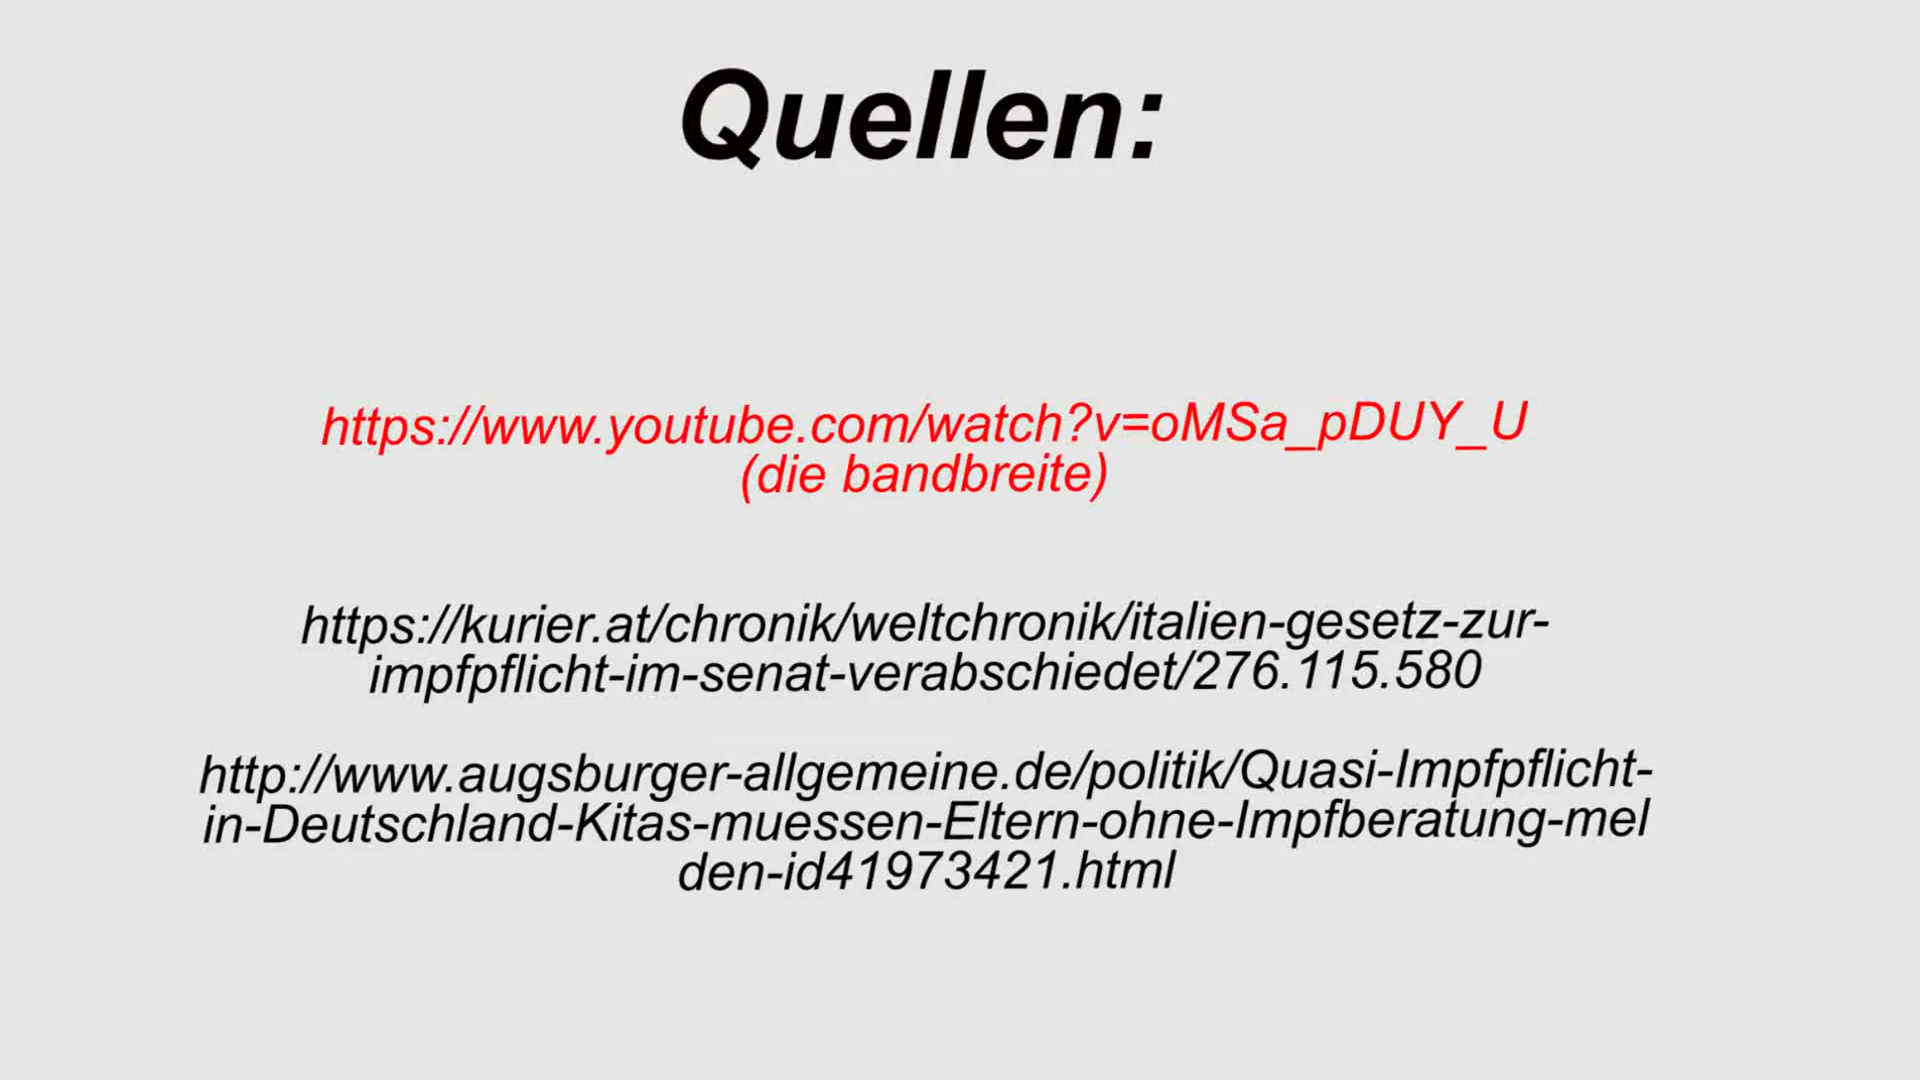 Quellen:
https://www.youtube.com/watch?v=oMSa_pDUY_U
(die bandbreite)
https://kurier.at/chronik/weltchronik/italien-gesetz-zur-
impfpflicht-im-senat-verabschiedet/276.115.580
http://www.augsburger-allgemeine.de/politik/Quasi-Impfpflicht-
in-Deutschland-Kitas-muessen-Eltern-ohne-Impfberatung-mel
den-id41973421.html